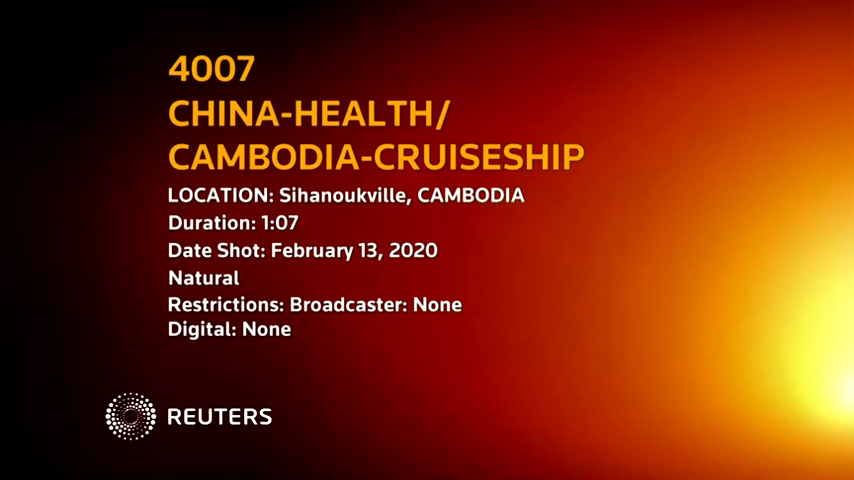 4007
CHINA-HEALTH/
CAMBODIA-CRUISESHIP
LOCATION: Sihanoukville, CAMBODIA
Duration: 1:07
Date Shot: February 13, 2020
Natural
Restrictions: Broadcaster: None
Digital: None
REUTERS